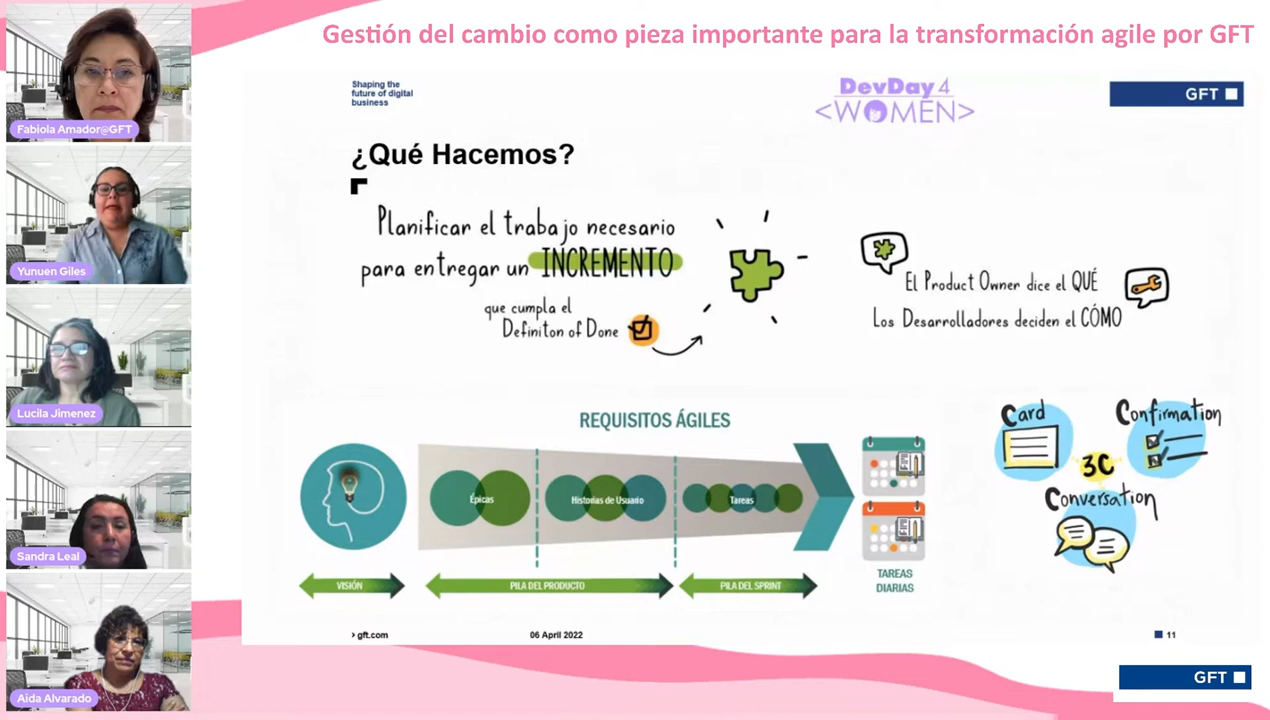 Gestión del cambio como pieza importante para la transformación agile por GFT
Fabiola Amador@GFT
Yunuen Giles
Lucila Jimenez
Sandra Leal
Aida Alvarado
Shaping the
future of digital
business
DevDay 4
<WOMEN>
GFT
¿Qué Hacemos?
Planificar el trabajo necesario
para entregar un INCREMENTO
que cumpla el
Definiton of Done
El Product Owner dice el QUÉ
Los Desarrolladores deciden el CÓMO
REQUISITOS ÁGILES
Épicas
Historias de Usuario
Tareas
VISIÓN
PILA DEL PRODUCTO
PILA DEL SPRINT
TAREAS
DIARIAS
Card
Confirmation
3C
Conversation
> gft.com
06 April 2022
11
GFT